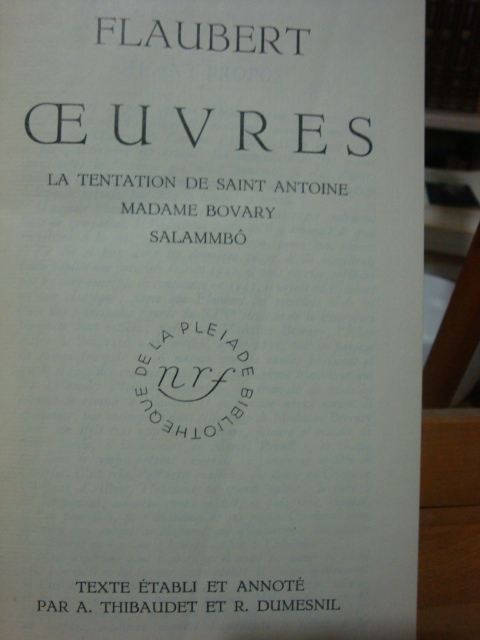 FLAUBERT
ŒUVRES
LA TENTATION DE SAINT ANTOINE
MADAME BOVARY
SALAMMBÔ
BIBLIOTHEQUE DE LA PLEIADE
nrf
TEXTE ÉTABLI ET ANNOTÉ
PAR A. THIBAUDET ET R. DUMESNIL